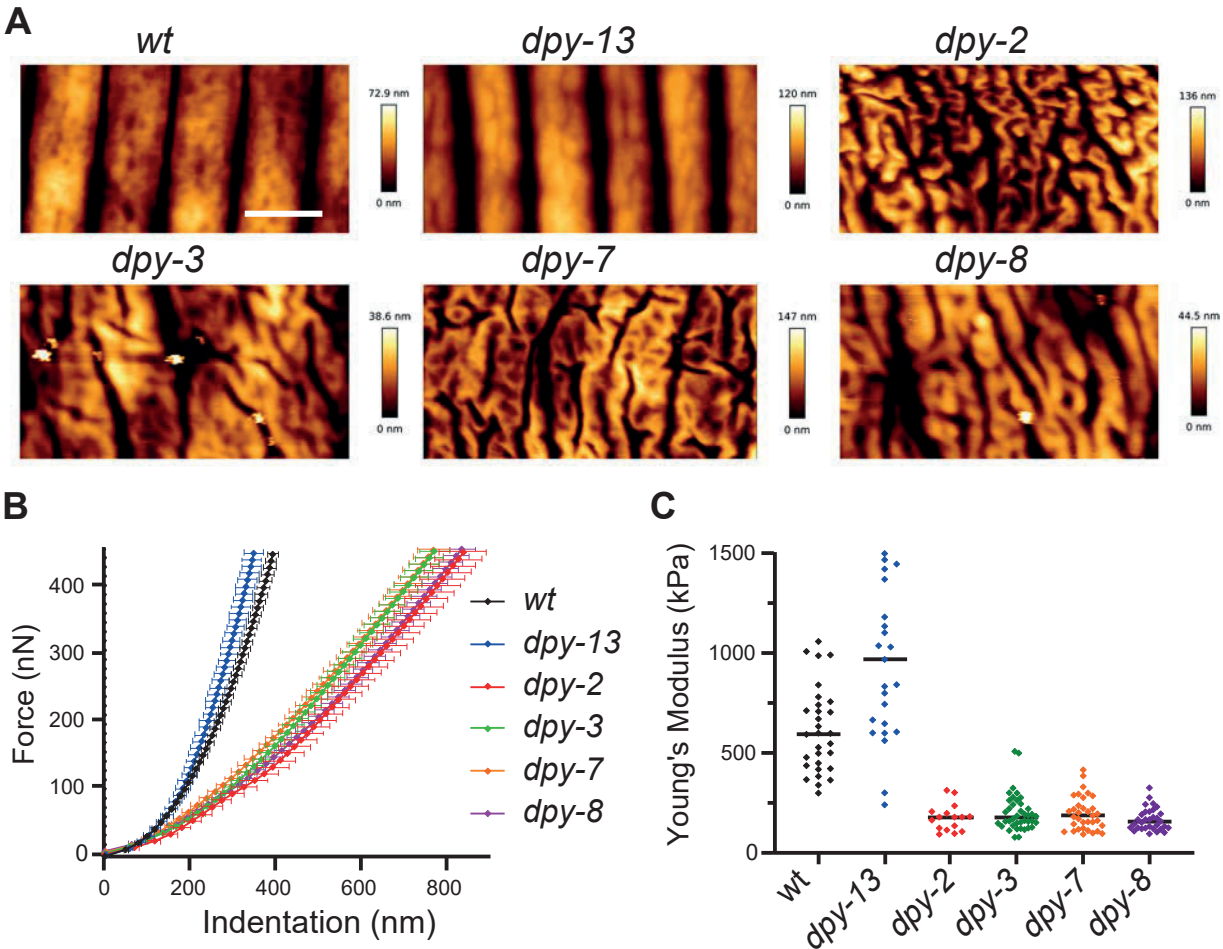 A
wt
dpy-13
dpy-2
72.9 nm
0 nm
120 nm
0 nm
136 nm
0 nm
dpy-3
dpy-7
dpy-8
38.6 nm
0 nm
147 nm
0 nm
44.5 nm
0 nm
B
Force (nN)
400
300
200
100
0
0
200
400
600
800
Indentation (nm)
wt
dpy-13
dpy-2
dpy-3
dpy-7
dpy-8
C
Young's Modulus (kPa)
1500
1000
500
0
wt
dpy-13
dpy-2
dpy-3
dpy-7
dpy-8